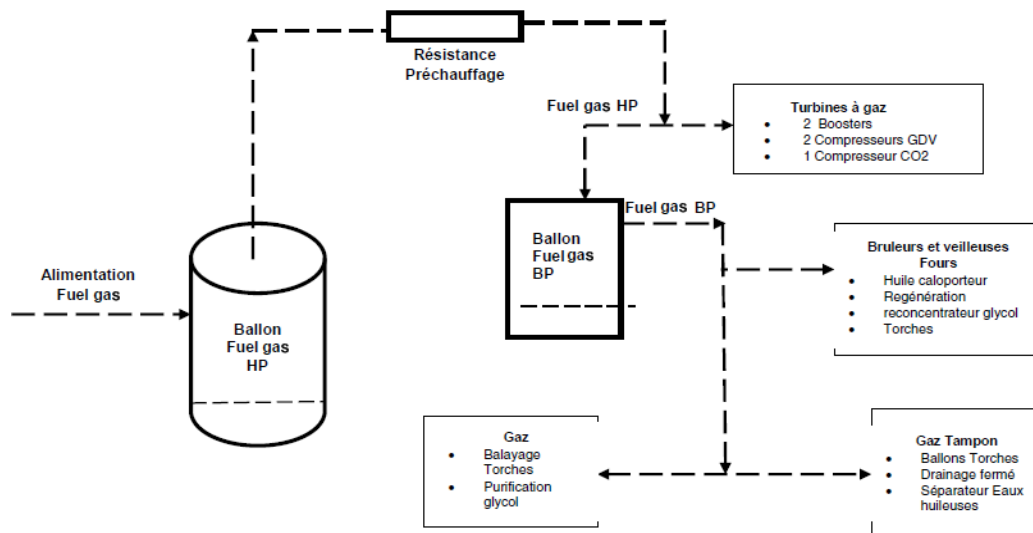 Résistance
Préchauffage
Fuel gas HP
Turbines à gaz
• 2 Boosters
• 2 Compresseurs GDV
• 1 Compresseur CO2
Alimentation
Fuel gas
Ballon
Fuel gas
HP
Ballon
Fuel gas
BP
Fuel gas BP
Bruleurs et veilleuses
Fours
• Huile caloporteur
• Regénération
• reconcentrateur glycol
• Torches
Gaz
• Balayage
Torches
• Purification
glycol
Gaz Tampon
• Ballons Torches
• Drainage fermé
• Séparateur Eaux
huileuses